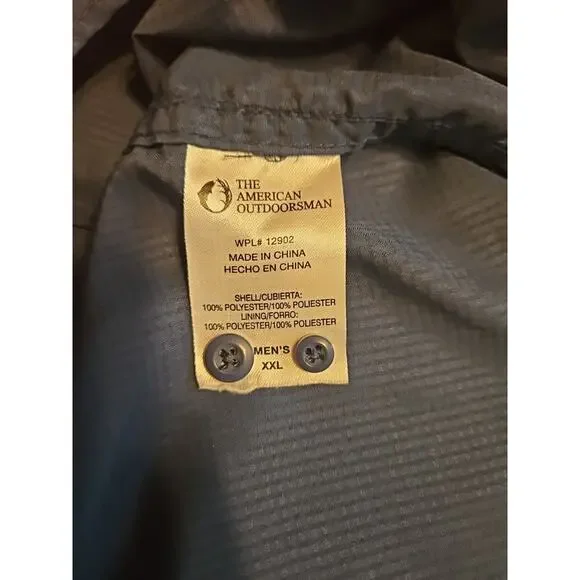 THE
AMERICAN
OUTDOORSMAN
WPL# 12902
MADE IN CHINA
HECHO EN CHINA
SHELL/CUBIERTA:
100% POLYESTER/100% POLIESTER
LINING/FORRO:
100% POLYESTER/100% POLIESTER
MEN'S
XXL